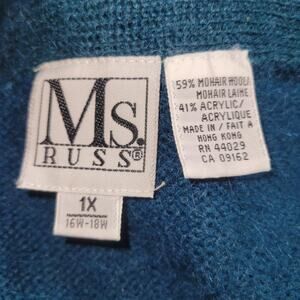 Ms.
RUSS®
1X
16W-18W
59% MOHAIR WOOL/
MOHAIR LAINE
41% ACRYLIC/
ACRYLIQUE
MADE IN / FAIT A
HONG KONG
RN 44029
CA 09162